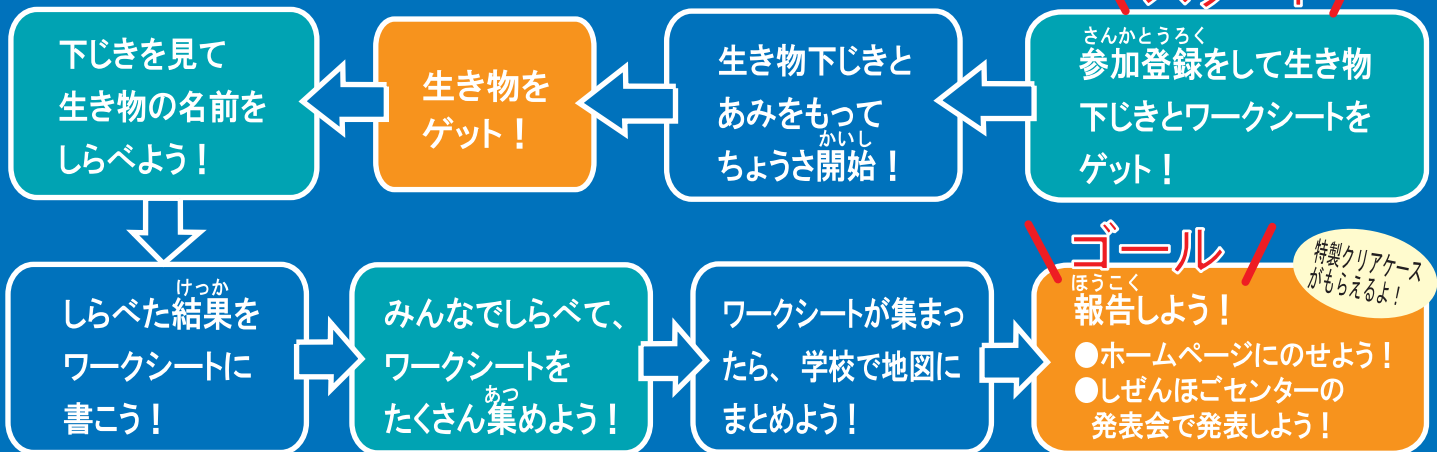 さんかとうろく
参加登録をして生き物
下じきとワークシートを
ゲット！
生き物下じきと
あみをもって
かいし
ちょうさ開始！
生き物を
ゲット！
下じきを見て
生き物の名前を
しらべよう！
けっか
しらべた結果を
ワークシートに
書こう！
みんなでしらべて、
ワークシートを
あつ
たくさん集めよう！
ワークシートが集まっ
たら、学校で地図に
まとめよう！
ゴール
特製クリアケース
がもらえるよ！
ほうこく
報告しよう！
●ホームページにのせよう！
●しぜんほごセンターの
発表会で発表しよう！